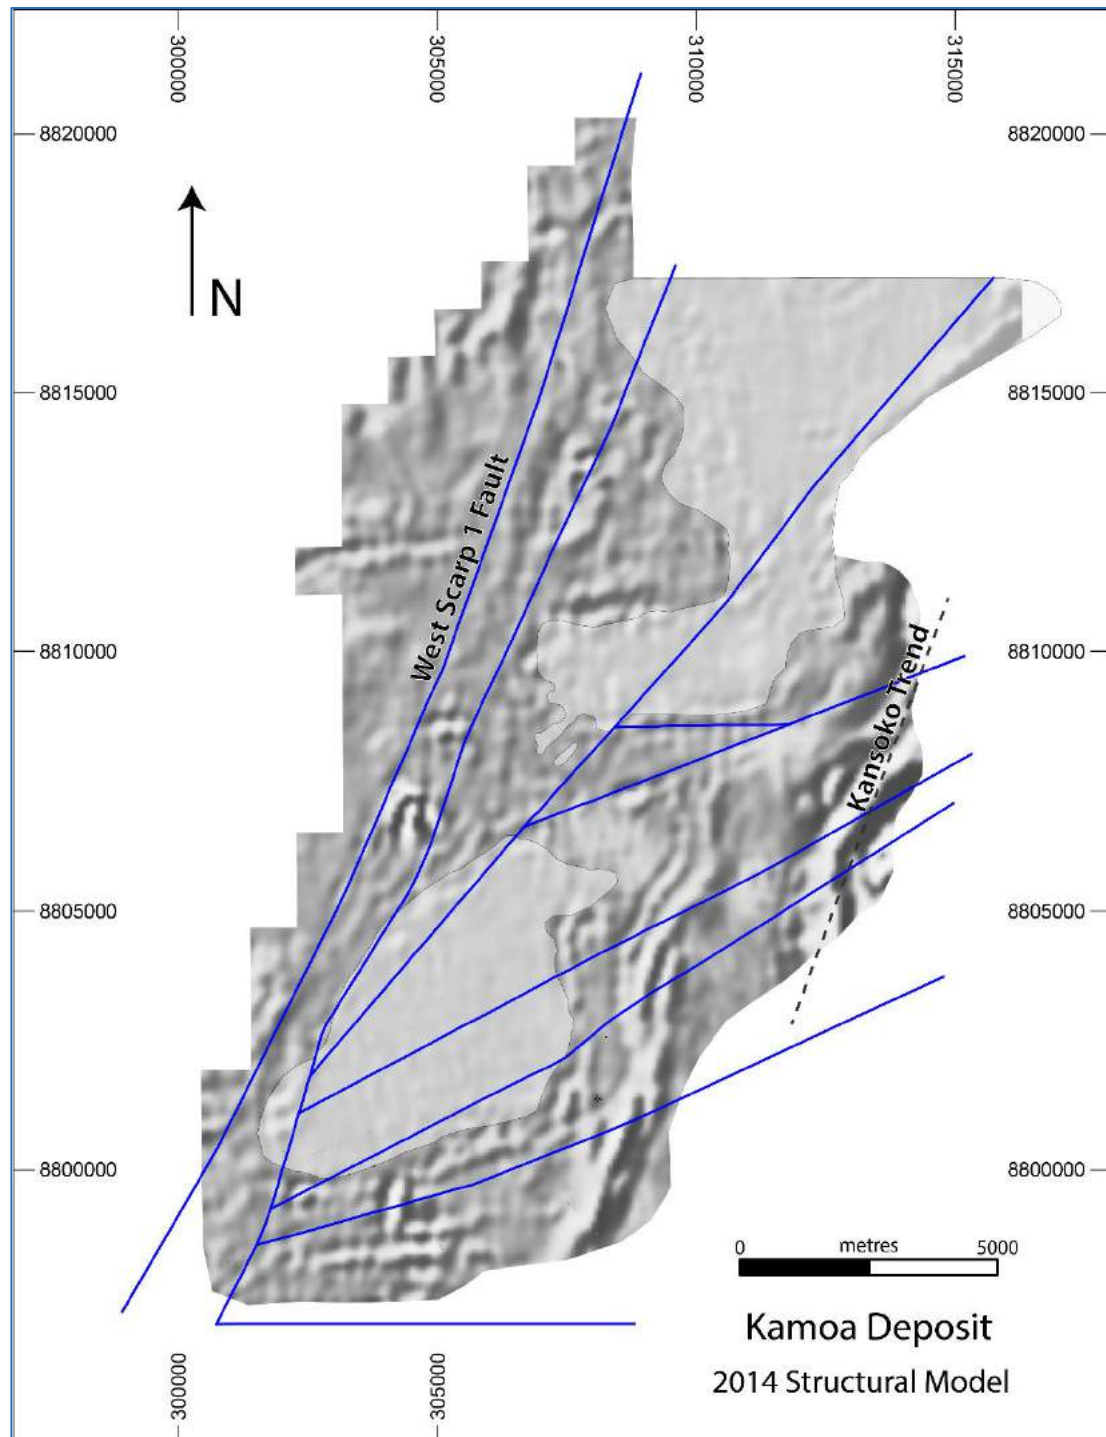 300000
305000
310000
315000
8820000
8820000
N
8815000
8815000
West Scarp 1 Fault
8810000
8810000
Kansoko Trend
8805000
8805000
8800000
8800000
0 metres 5000
Kamoa Deposit
2014 Structural Model
300000
305000